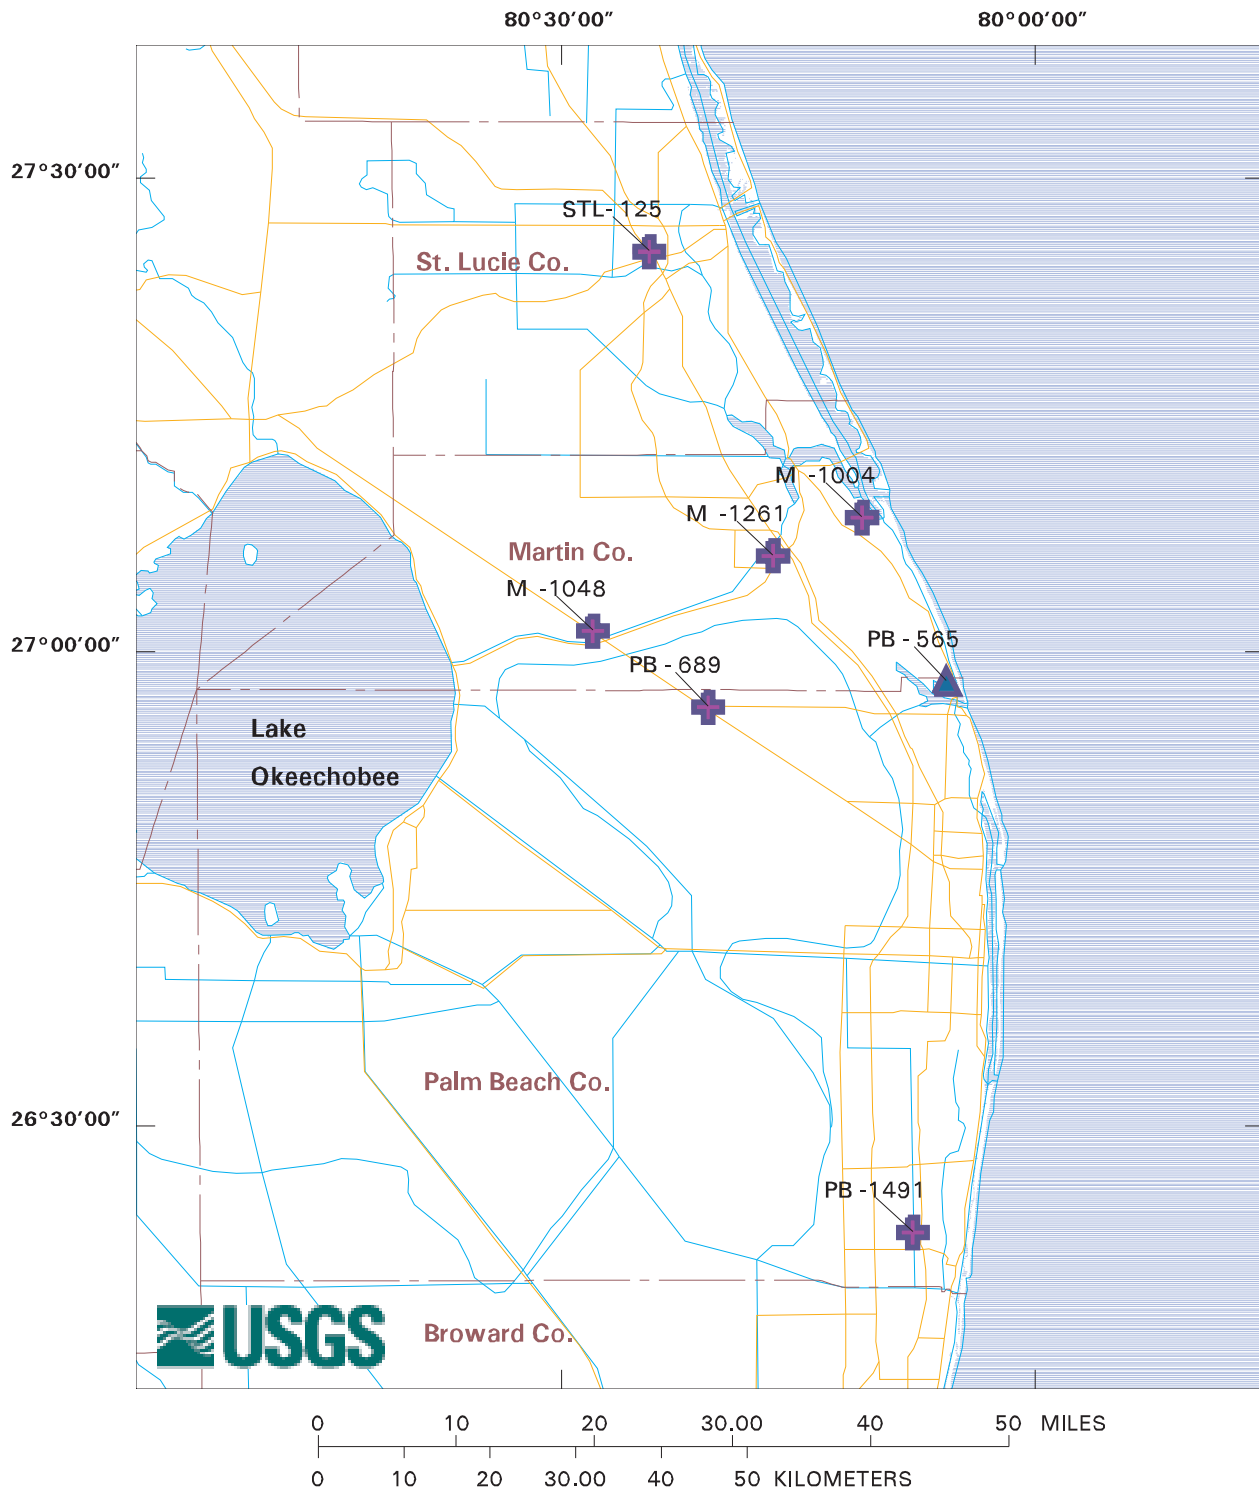 80°30'00" 80°00'00"
27°30'00"
STL- 125
St. Lucie Co.
M -1004
M -1261
Martin Co.
M -1048
27°00'00"
PB -565
PB -689
Lake
Okeechobee
Palm Beach Co.
26°30'00"
PB -1491
USGS
Broward Co.
0 10 20 30.00 40 50 MILES
0 10 20 30.00 40 50 KILOMETERS